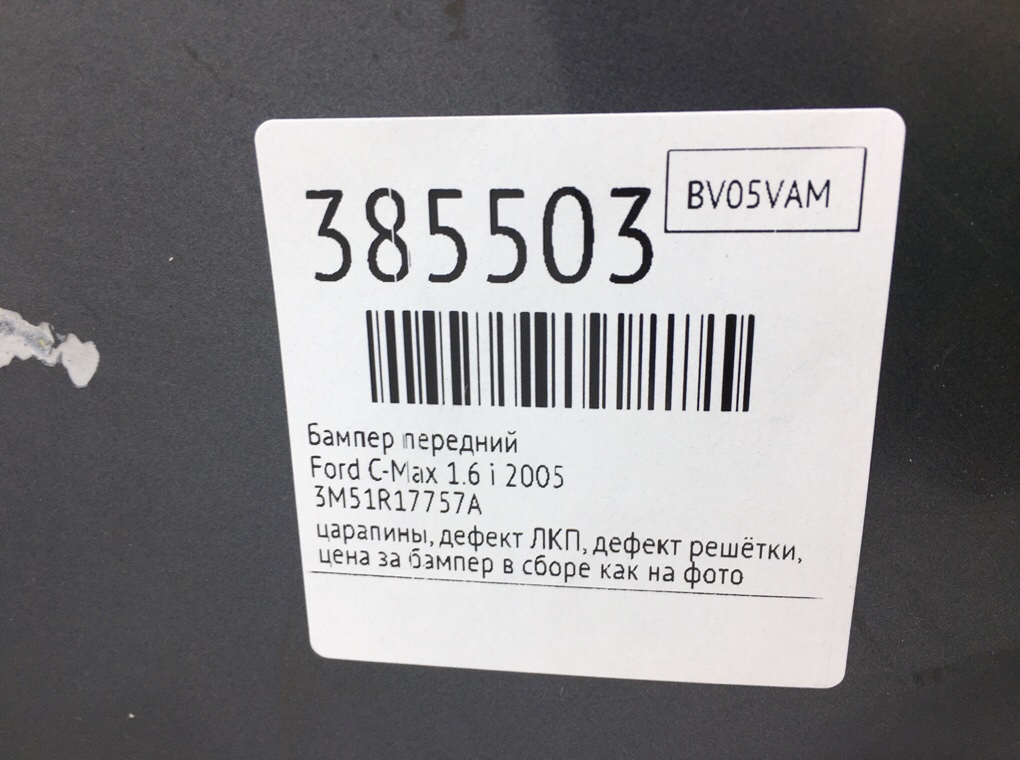 385503
BV05VAM
Бампер передний
Ford C-Max 1.6 i 2005
3M51R17757A
царапины, дефект ЛКП, дефект решётки,
цена за бампер в сборе как на фото